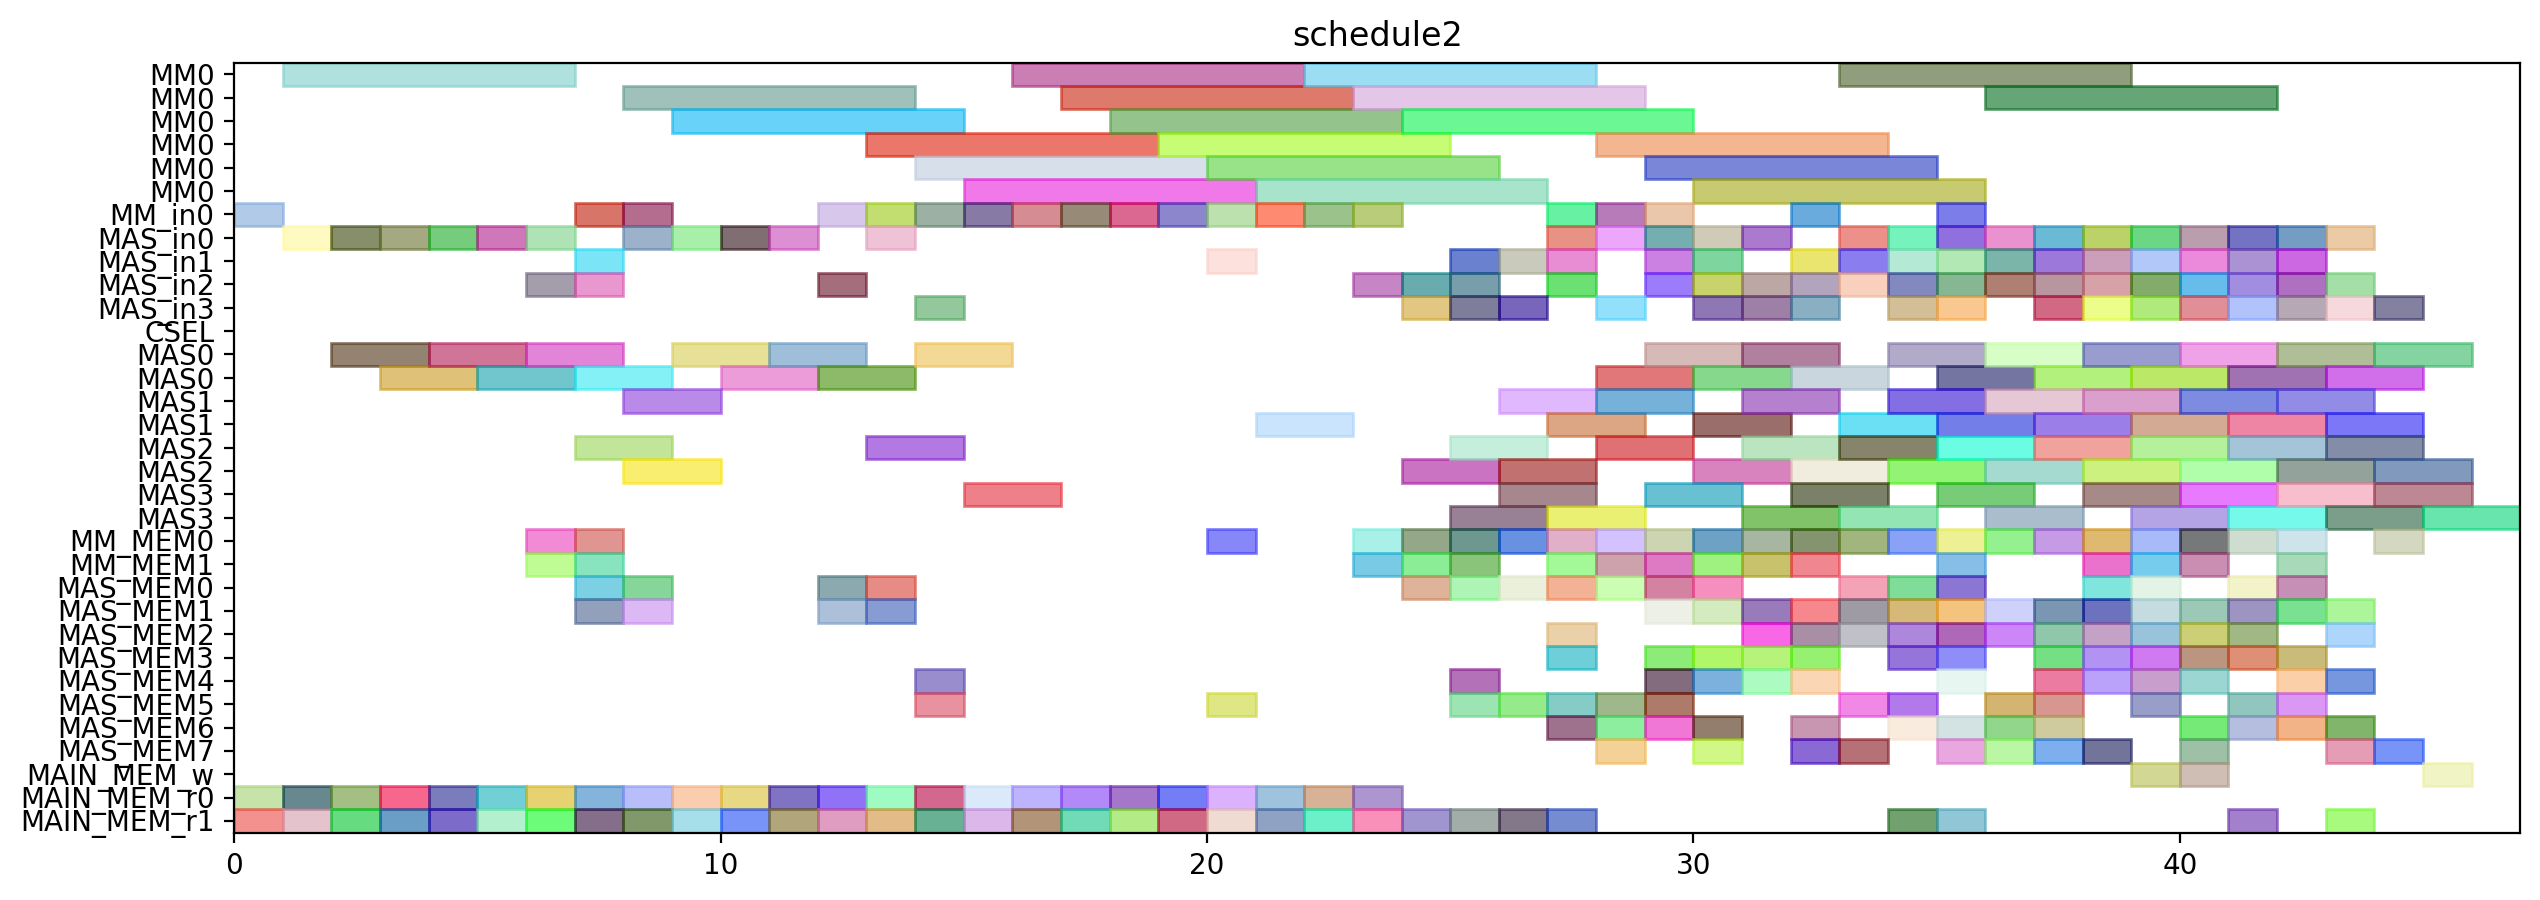 schedule2
MM0
MM0
MM0
MM0
MM0
MM0
MM_in0
MAS_in0
MAS_in1
MAS_in2
MAS_in3
CSEL
MAS0
MAS0
MAS1
MAS1
MAS2
MAS2
MAS3
MAS3
MM_MEM0
MM_MEM1
MAS_MEM0
MAS_MEM1
MAS_MEM2
MAS_MEM3
MAS_MEM4
MAS_MEM5
MAS_MEM6
MAS_MEM7
MAIN_MEM_w
MAIN_MEM_r0
MAIN_MEM_r1
0 10 20 30 40